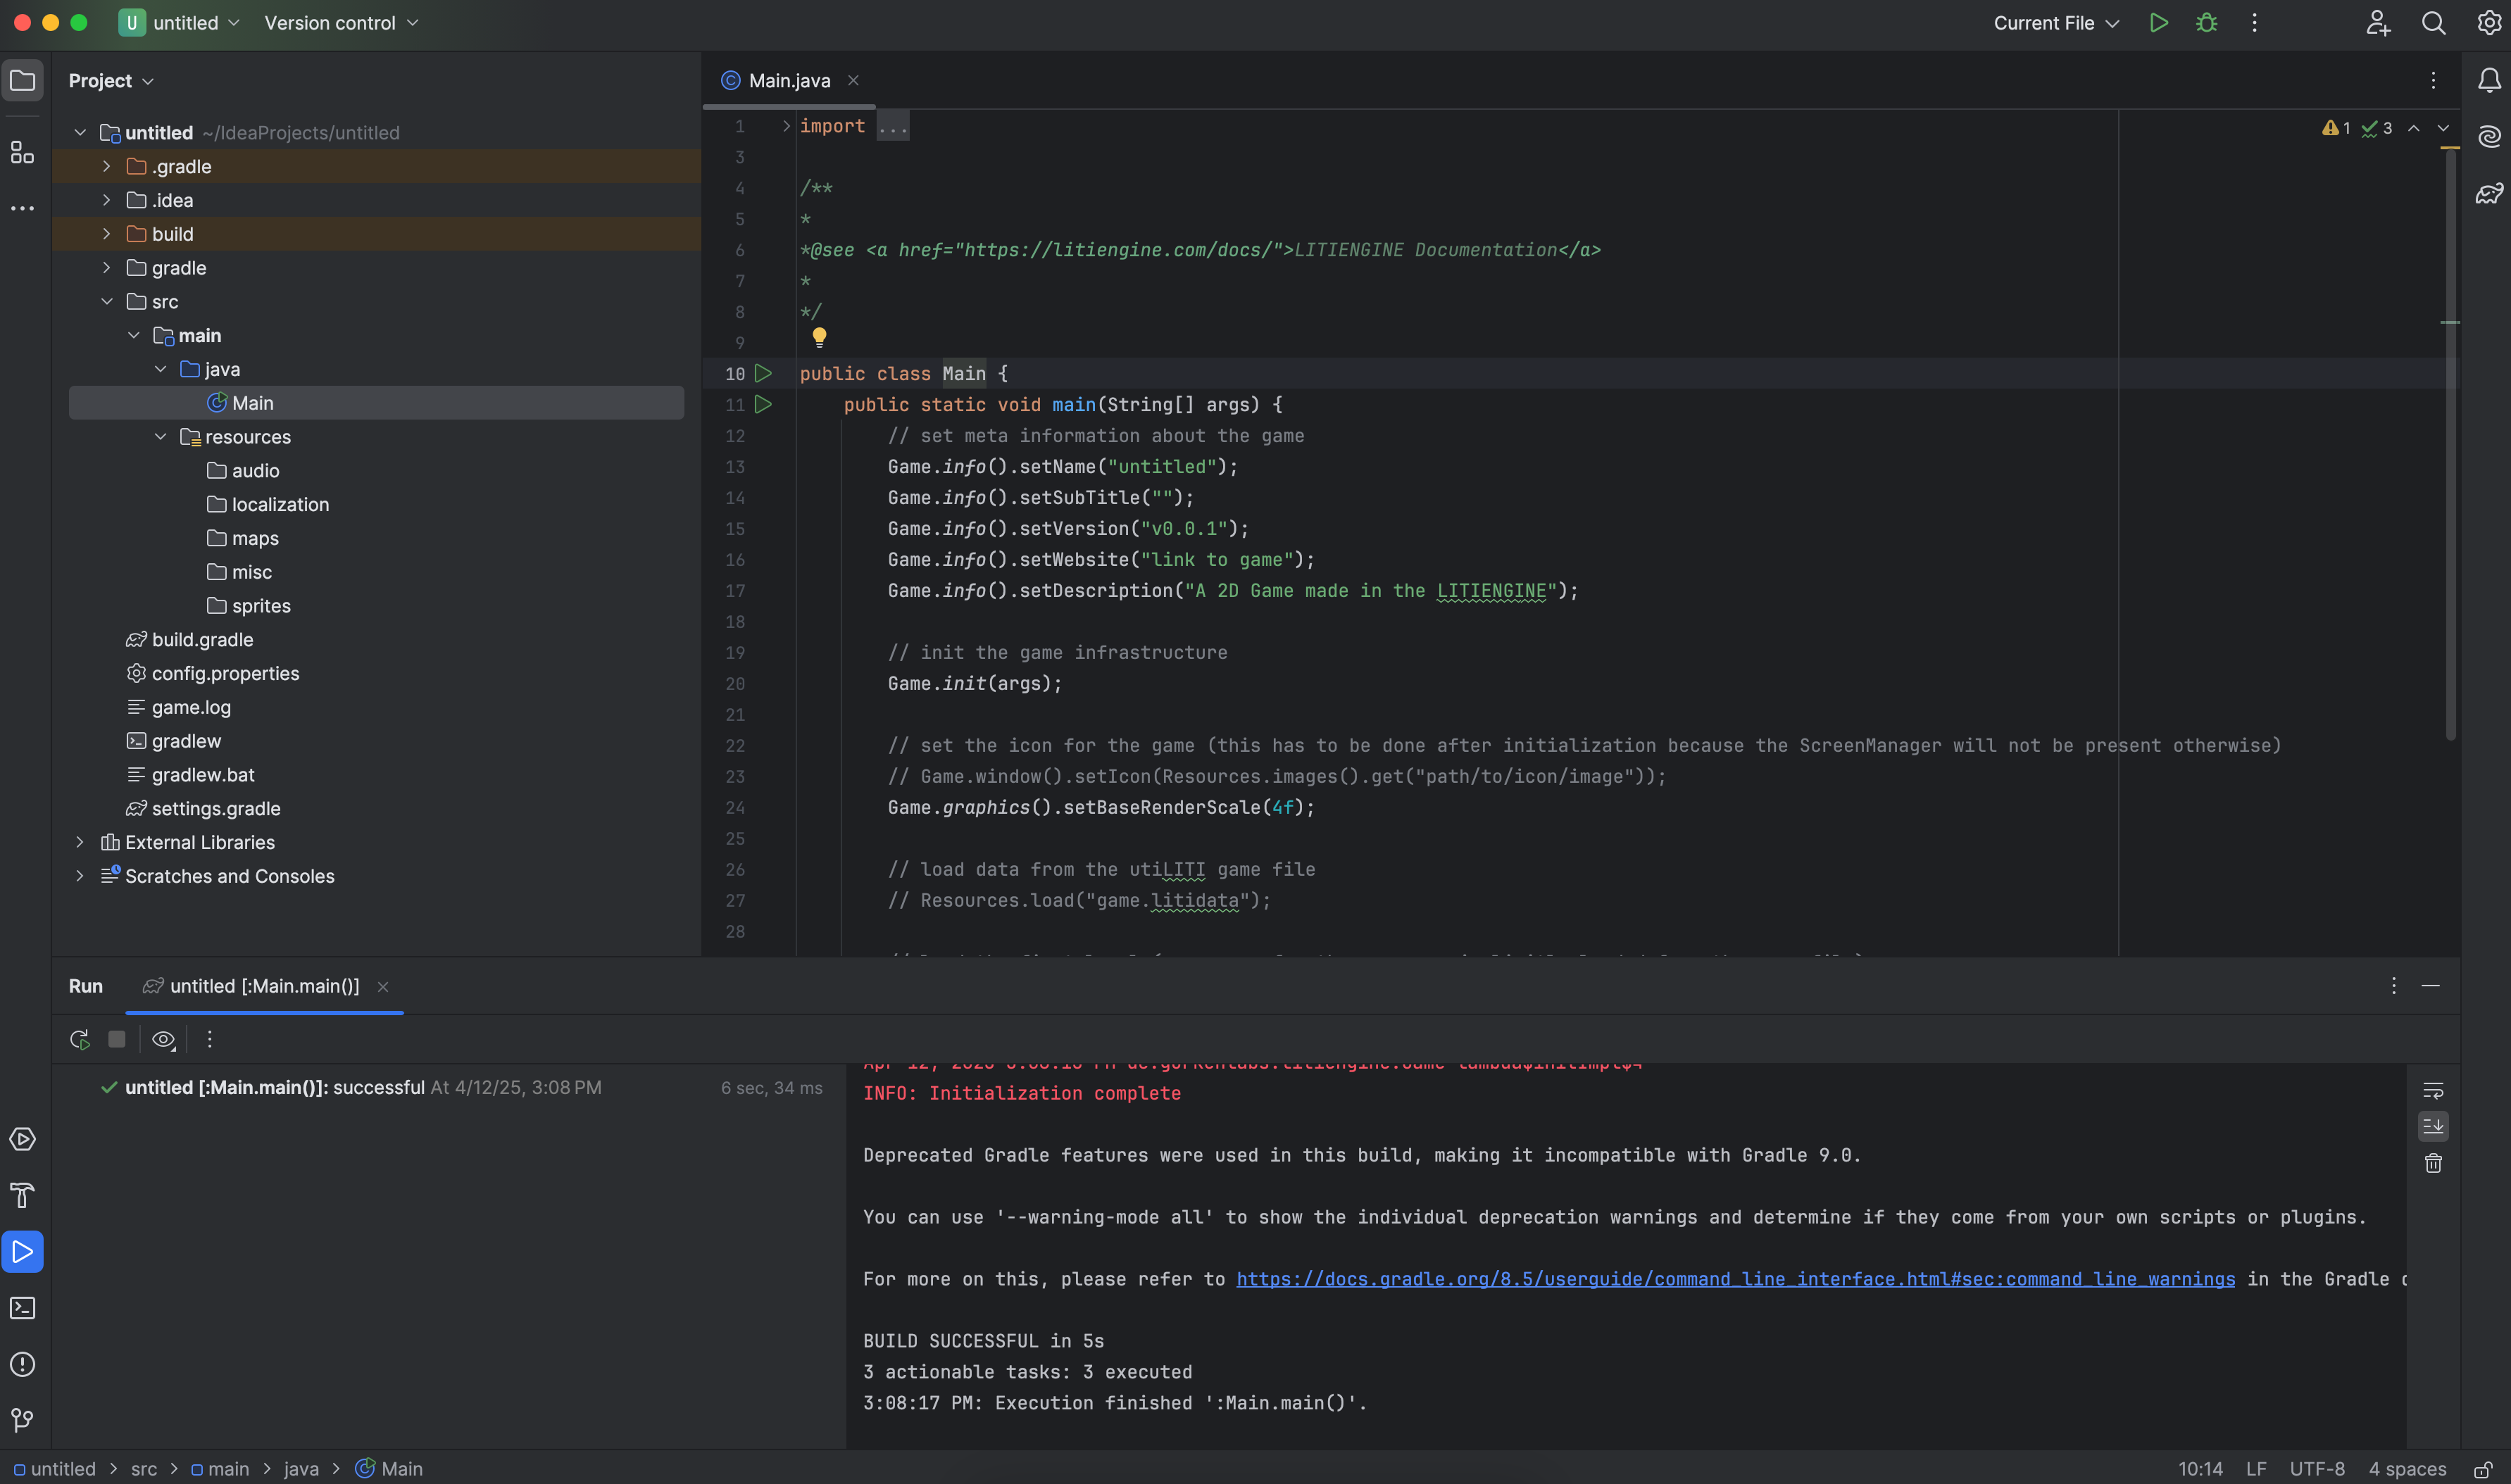 U untitled Version control Current File
Project
untitled ~/IdeaProjects/untitled
.gradle
.idea
build
gradle
src
main
java
Main
resources
audio
localization
maps
misc
sprites
build.gradle
config.properties
game.log
gradlew
gradlew.bat
settings.gradle
External Libraries
Scratches and Consoles
Main.java
1 import ...
1 3
3
4 /**
5 *
6 *@see <a href="https://litiengine.com/docs/">LITIENGINE Documentation</a>
7 *
8 */
9
10 public class Main {
11 public static void main(String[] args) {
12 // set meta information about the game
13 Game.info().setName("untitled");
14 Game.info().setSubTitle("");
15 Game.info().setVersion("v0.0.1");
16 Game.info().setWebsite("link to game");
17 Game.info().setDescription("A 2D Game made in the LITIENGINE");
18
19 // init the game infrastructure
20 Game.init(args);
21
22 // set the icon for the game (this has to be done after initialization because the ScreenManager will not be present otherwise)
23 // Game.window().setIcon(Resources.images().get("path/to/icon/image"));
24 Game.graphics().setBaseRenderScale(4f);
25
26 // load data from the utiLITI game file
27 // Resources.load("game.litidata");
28
Run untitled [:Main.main()]
untitled [:Main.main()]: successful At 4/12/25, 3:08 PM 6 sec, 34 ms
INFO: Initialization complete
Deprecated Gradle features were used in this build, making it incompatible with Gradle 9.0.
You can use '--warning-mode all' to show the individual deprecation warnings and determine if they come from your own scripts or plugins.
For more on this, please refer to https://docs.gradle.org/8.5/userguide/command_line_interface.html#sec:command_line_warnings in the Gradle
BUILD SUCCESSFUL in 5s
3 actionable tasks: 3 executed
3:08:17 PM: Execution finished ':Main.main()'.
untitled > src > main > java > Main 10:14 LF UTF-8 4 spaces